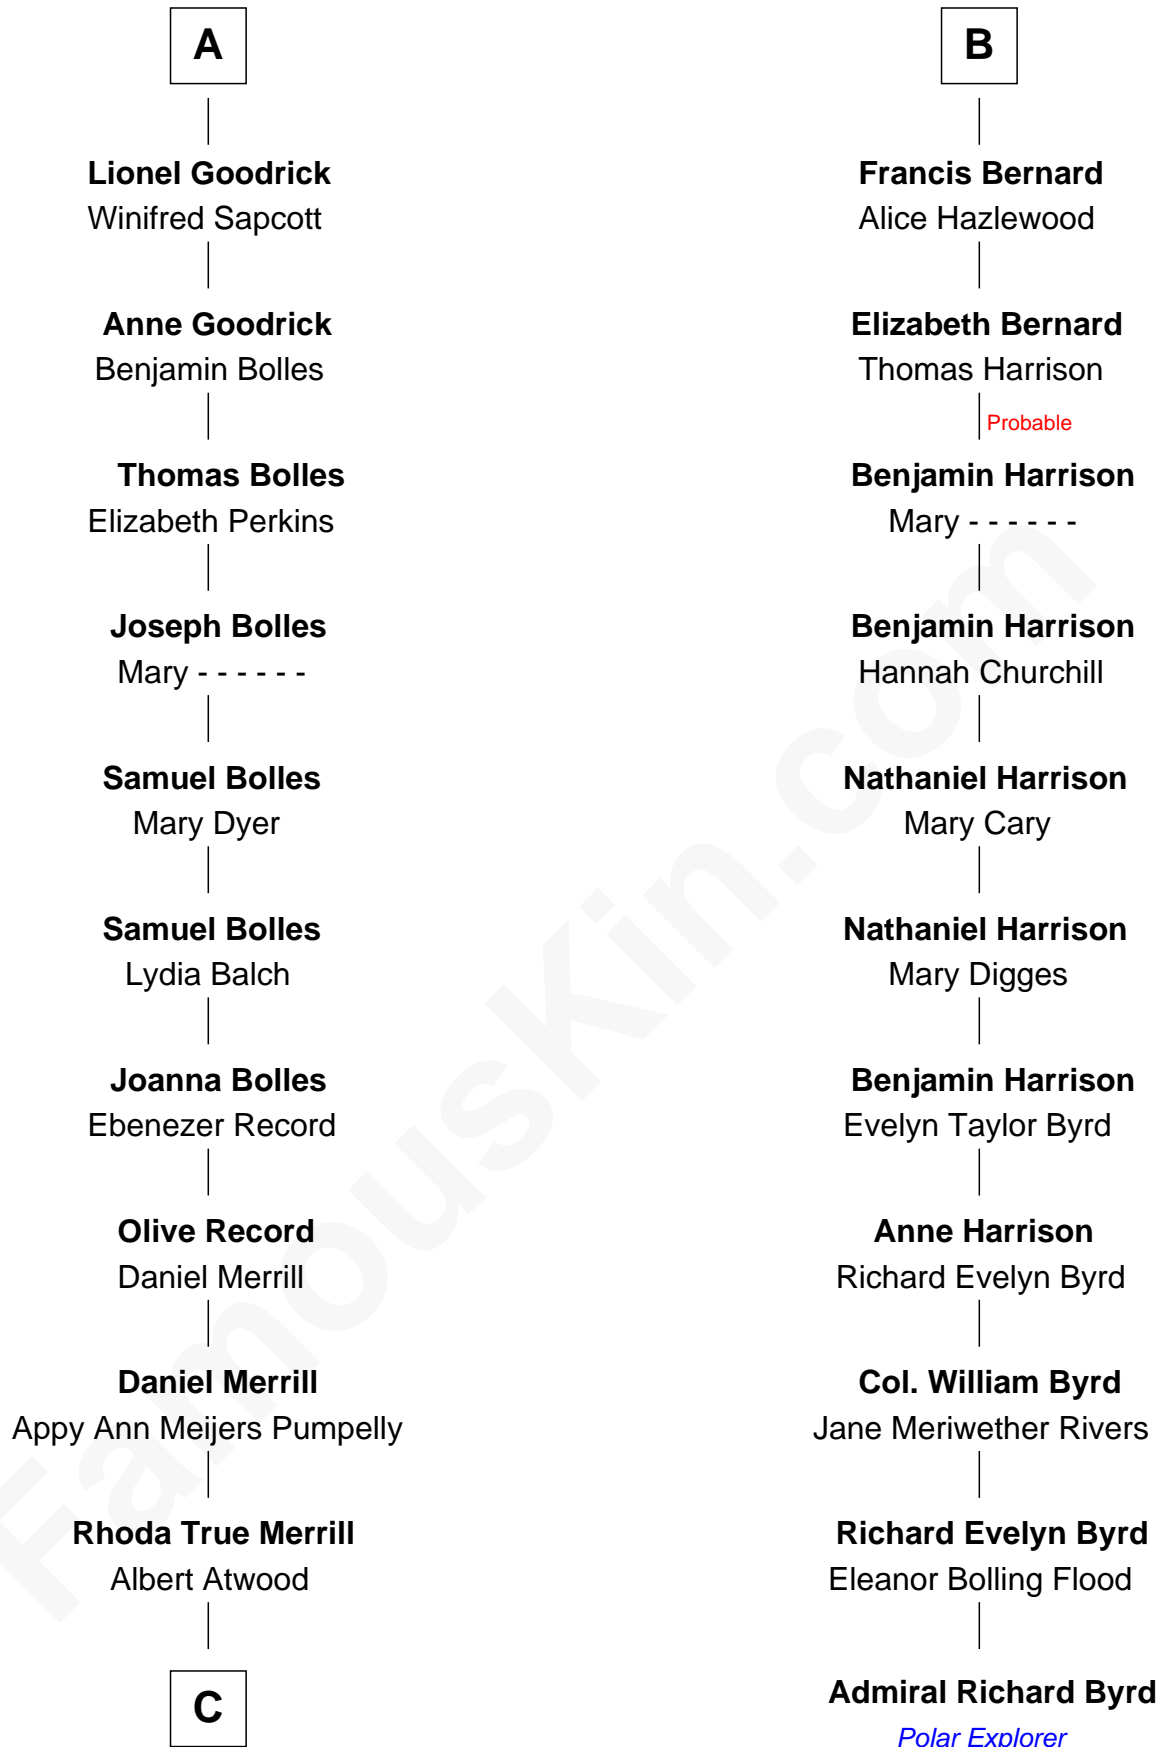 A
Lionel Goodrick
Winifred Sapcott
Anne Goodrick
Benjamin Bolles
Thomas Bolles
Elizabeth Perkins
Joseph Bolles
Mary - - - - - -
Samuel Bolles
Mary Dyer
Samuel Bolles
Lydia Balch
Joanna Bolles
Ebenezer Record
Olive Record
Daniel Merrill
Daniel Merrill
Appy Ann Meijers Pumpelly
Rhoda True Merrill
Albert Atwood
C
B
Francis Bernard
Alice Hazlewood
Elizabeth Bernard
Thomas Harrison
Probable
Benjamin Harrison
Mary - - - - - -
Benjamin Harrison
Hannah Churchill
Nathaniel Harrison
Mary Cary
Nathaniel Harrison
Mary Digges
Benjamin Harrison
Evelyn Taylor Byrd
Anne Harrison
Richard Evelyn Byrd
Col. William Byrd
Jane Meriwether Rivers
Richard Evelyn Byrd
Eleanor Bolling Flood
Admiral Richard Byrd
Polar Explorer
FamousKin.com